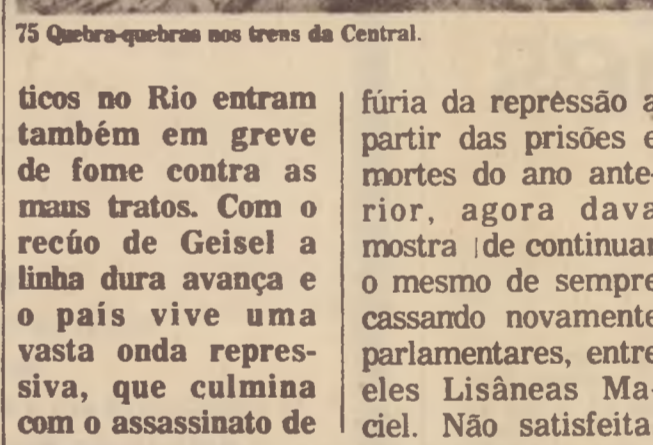 75 Quebra-quebras nos trens da Central.
ticos no Rio entram
também em greve
de fome contra as
maus tratos. Com o
recúo de Geisel a
linha dura avança e
o país vive uma
vasta onda repres-
siva, que culmina
com o assassinato de
fúria da repressão a
partir das prisões e
mortes do ano ante-
rior, agora dava
mostra de continuar
o mesmo de sempre
cassando novamente
parlamentares, entre
eles Lisâneas Ma-
ciel. Não satisfeita